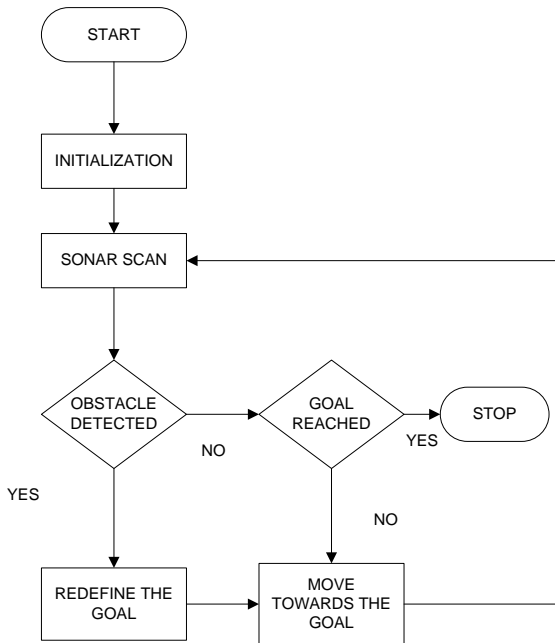 START
INITIALIZATION
SONAR SCAN
OBSTACLE
DETECTED
GOAL
REACHED
STOP
NO
YES
YES
NO
REDEFINE THE
GOAL
MOVE
TOWARDS THE
GOAL